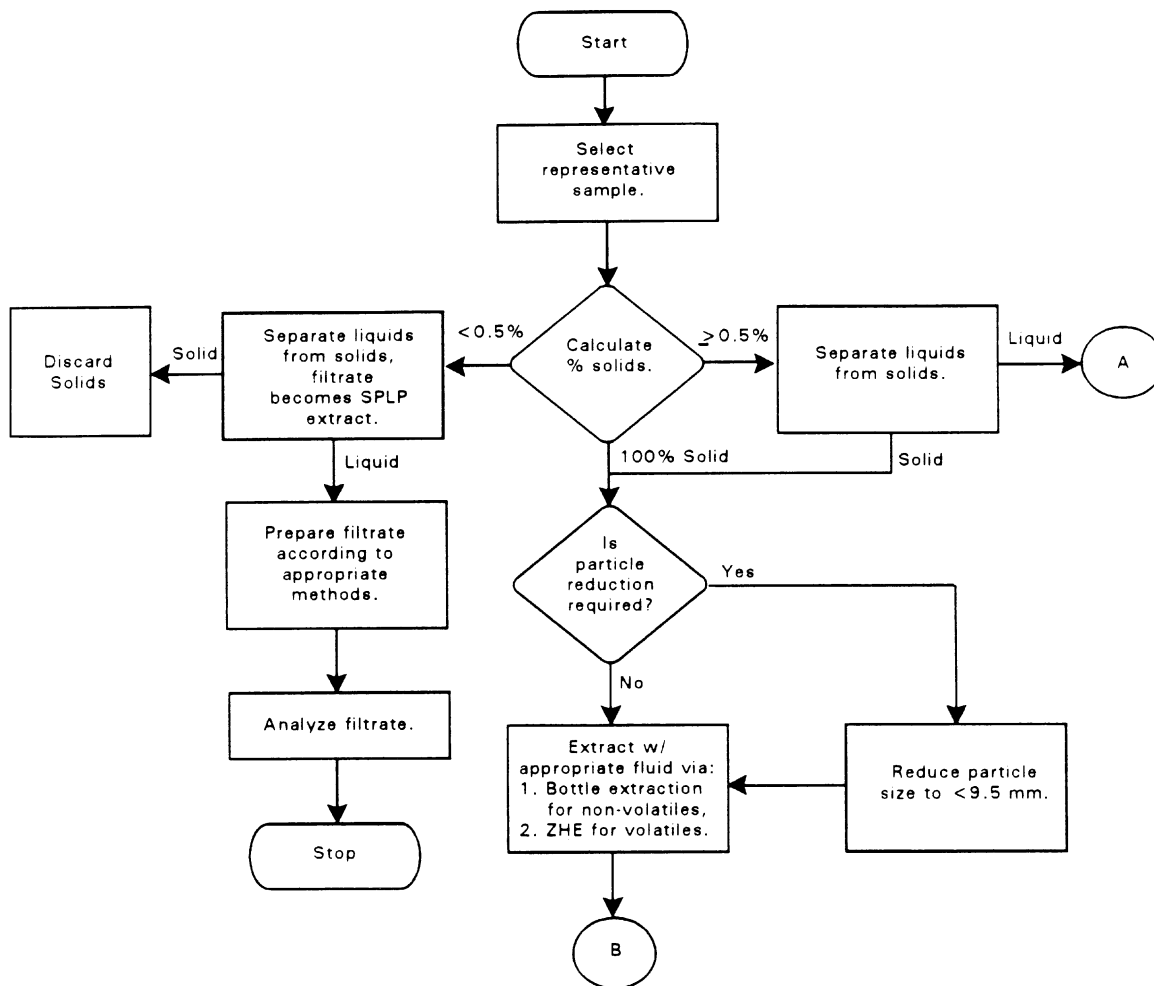 Start
Select
representative
sample.
Calculate
% solids.
<0.5%
≥0.5%
Separate liquids
from solids,
filtrate
becomes SPLP
extract.
Solid
Discard
Solids
Separate liquids
from solids.
Liquid
A
Liquid
100% Solid
Solid
Prepare filtrate
according to
appropriate
methods.
Is
particle
reduction
required?
Yes
No
Analyze filtrate.
Extract w/
appropriate fluid via:
1. Bottle extraction
for non-volatiles,
2. ZHE for volatiles.
Reduce particle
size to <9.5 mm.
Stop
B